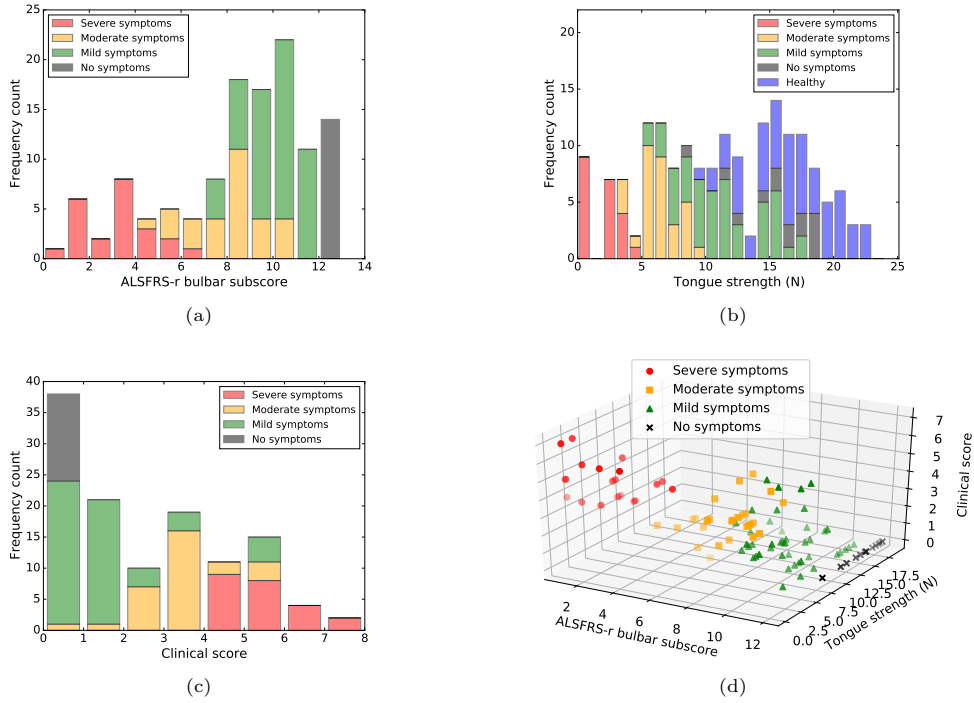 25
20
15
10
5
0
Frequency count
Severe symptoms
Moderate symptoms
Mild symptoms
No symptoms
0 2 4 6 8 10 12 14
ALSFRS-r bulbar subscore
(a)
20
15
10
5
0
Frequency count
Severe symptoms
Moderate symptoms
Mild symptoms
No symptoms
Healthy
0 5 10 15 20 25
Tongue strength (N)
(b)
40
35
30
25
20
15
10
5
0
Frequency count
Severe symptoms
Moderate symptoms
Mild symptoms
No symptoms
0 1 2 3 4 5 6 7 8
Clinical score
(c)
Severe symptoms
Moderate symptoms
Mild symptoms
No symptoms
7
6
5
4
3
2
1
0
Clinical score
2 4 6 8 10 12
ALSFRS-r bulbar subscore
0.0 2.5 5.0 7.5 10.0 12.5 15.0 17.5
Tongue strength (N)
(d)